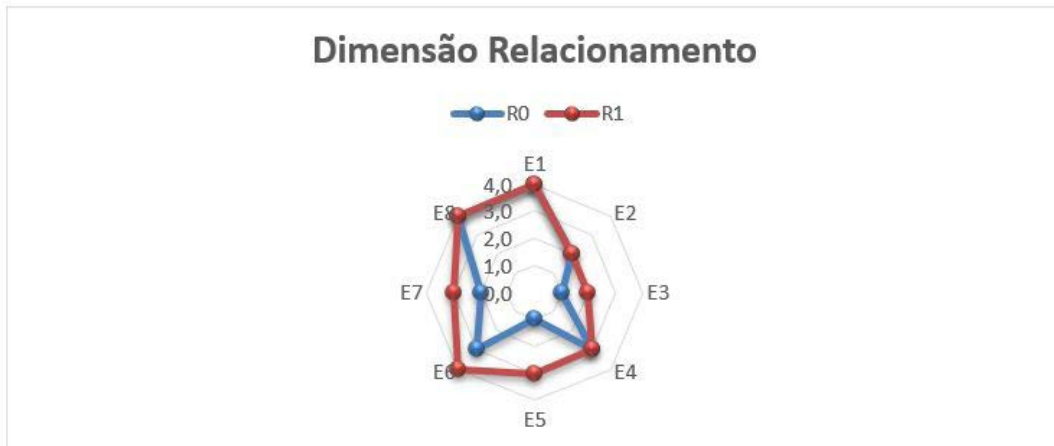 Dimensão Relacionamento
R0 R1
E1
4,0
E8 E2
3,0
2,0
1,0
E7 0,0 E3
E6 E4
E5